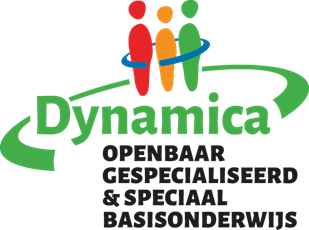 Dynamica
OPENBAAR
GESPECIALISEERD
& SPECIAAL
BASISONDERWIJS